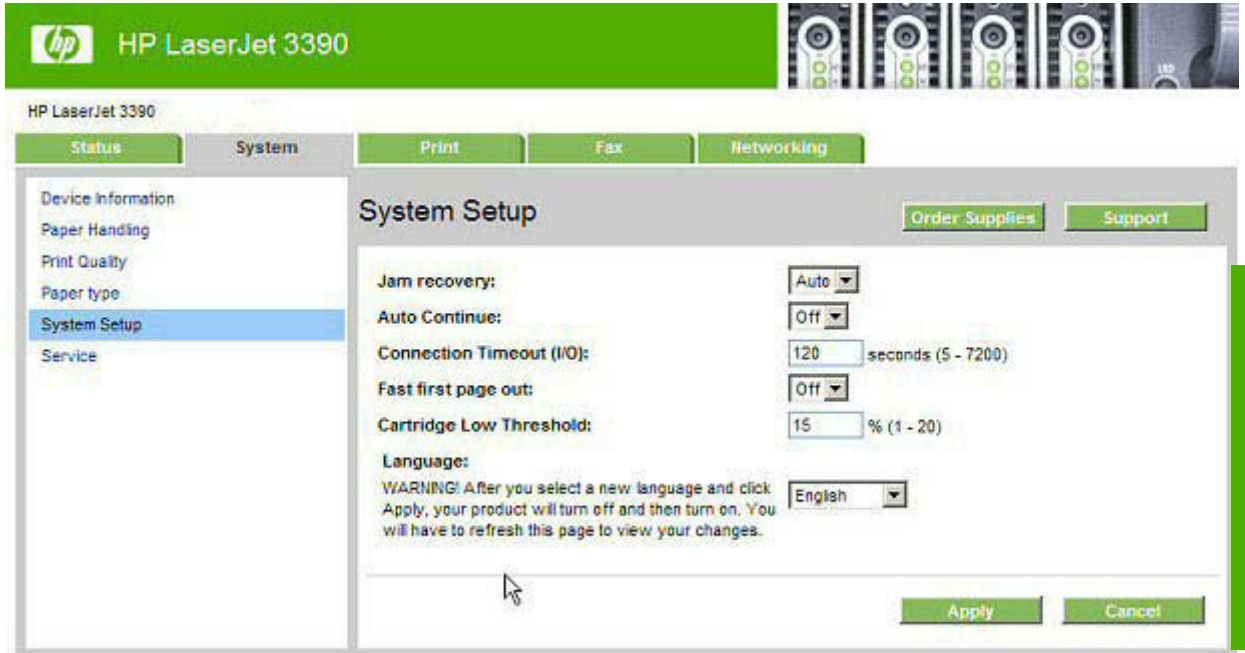 hp HP LaserJet 3390
HP LaserJet 3390
Status System Print Fax Networking
Device Information
Paper Handling
Print Quality
Paper type
System Setup
Service
System Setup
Order Supplies Support
Jam recovery: Auto
Auto Continue: Off
Connection Timeout (I/O): 120 seconds (5 - 7200)
Fast first page out: Off
Cartridge Low Threshold: 15 % (1 - 20)
Language:
WARNING! After you select a new language and click
Apply, your product will turn off and then turn on. You
will have to refresh this page to view your changes.
English
Apply Cancel